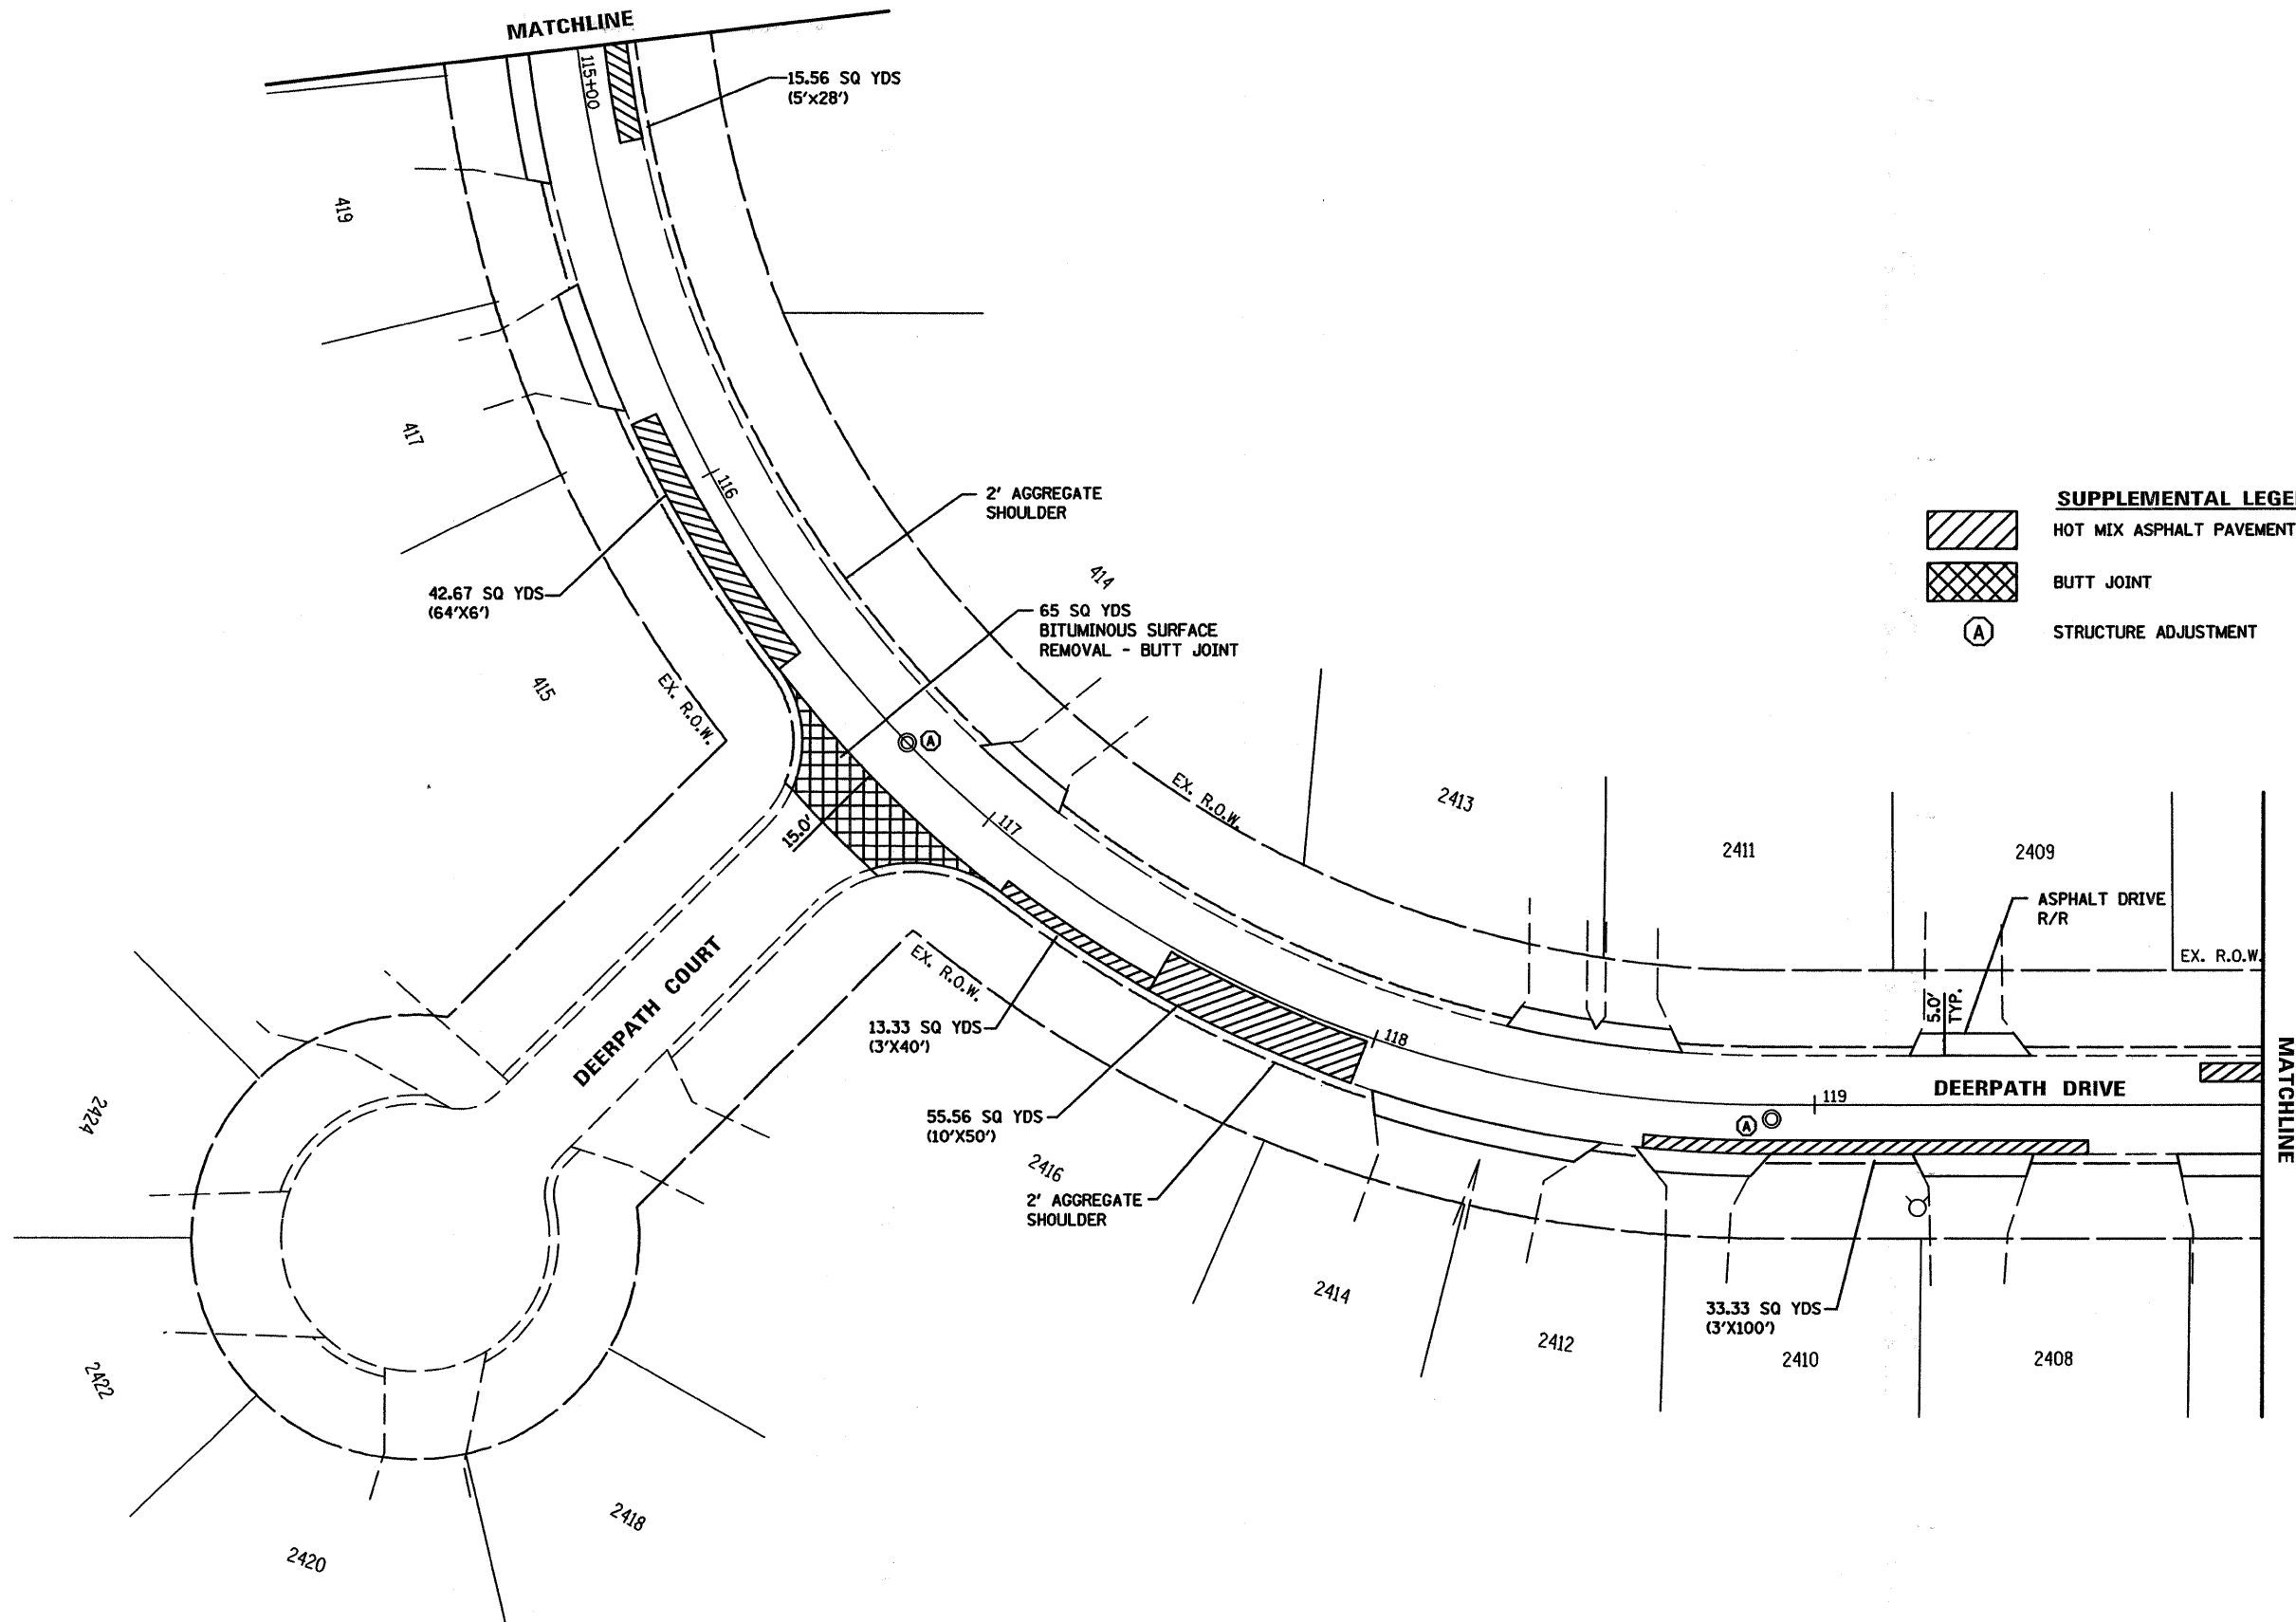 MATCHLINE
115+00
15.56 SQ YDS
(5'x28')
419
417
116
2' AGGREGATE
SHOULDER
SUPPLEMENTAL LEGE
HOT MIX ASPHALT PAVEMENT
BUTT JOINT
A
STRUCTURE ADJUSTMENT
42.67 SQ YDS
(64'X6')
414
65 SQ YDS
BITUMINOUS SURFACE
REMOVAL - BUTT JOINT
415
EX. R.O.W.
A
EX. R.O.W.
2413
15.0'
117
2411
2409
ASPHALT DRIVE
R/R
EX. R.O.W.
DEERPATH COURT
EX. R.O.W.
13.33 SQ YDS
(3'X40')
118
5.0'
TYP.
MATCHLINE
DEERPATH DRIVE
119
A
55.56 SQ YDS
(10'X50')
2424
2416
2' AGGREGATE
SHOULDER
2414
33.33 SQ YDS
(3'X100')
2412
2410
2408
2422
2418
2420